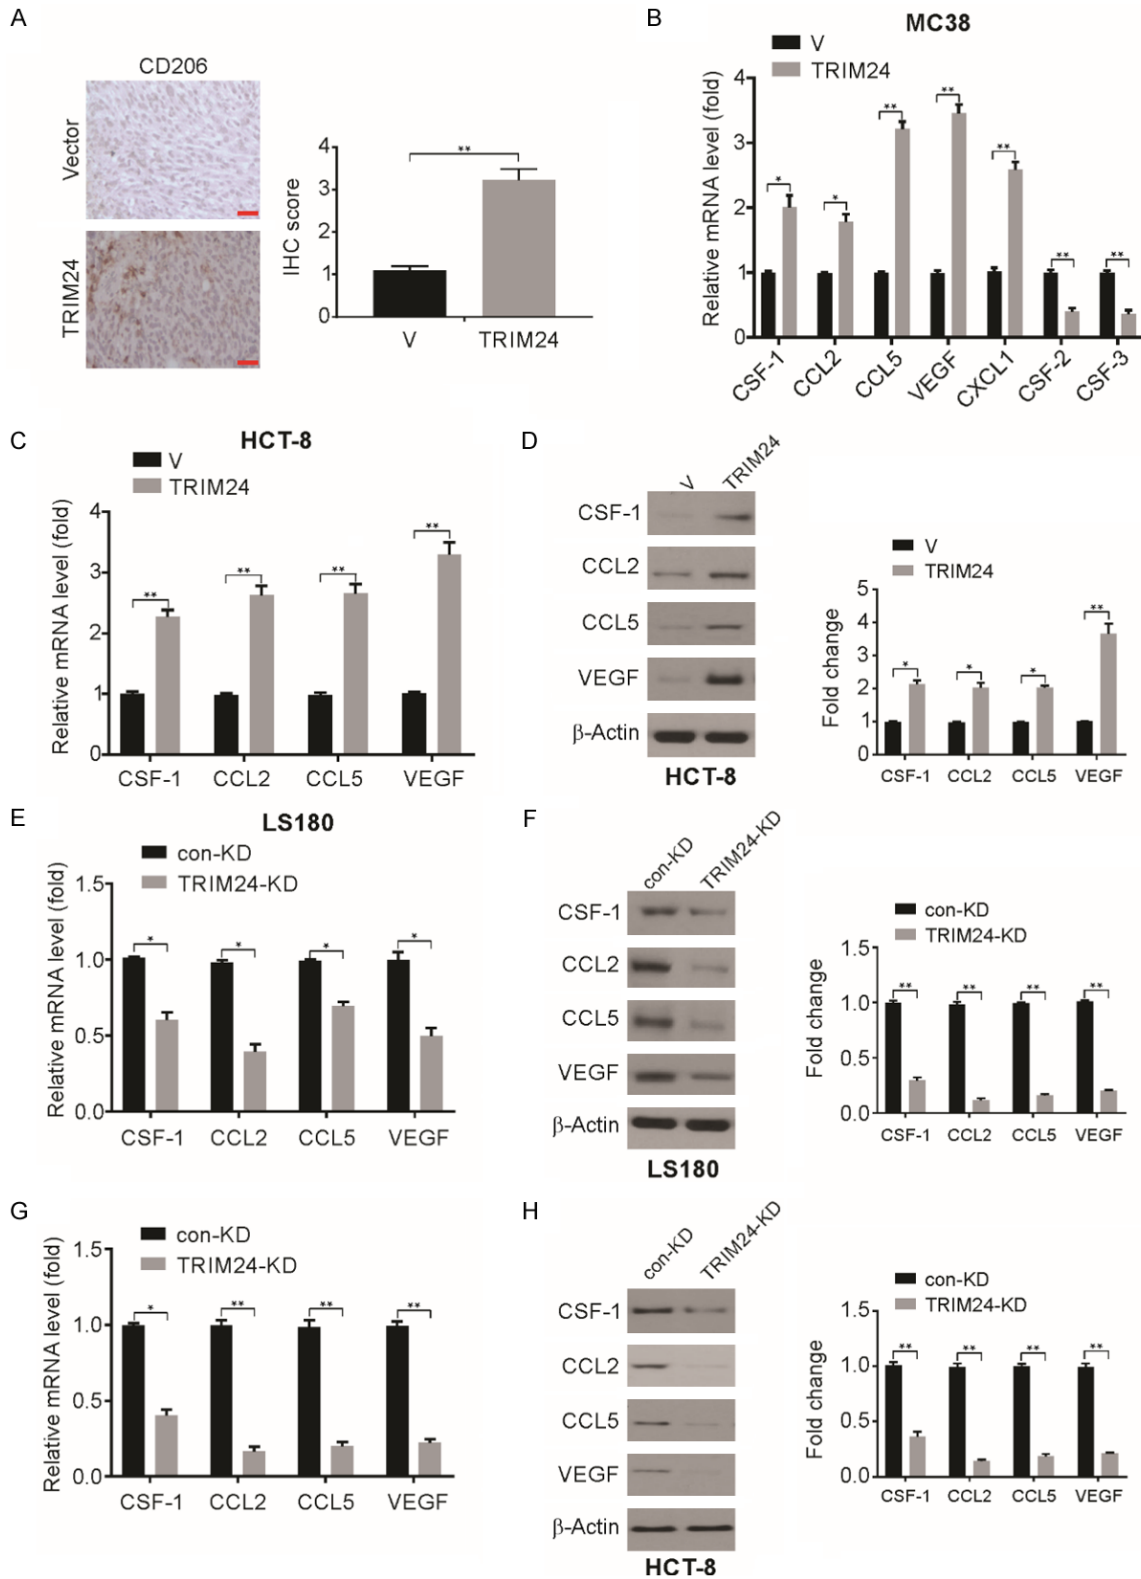 A
CD206
Vector
TRIM24
IHC score
4
3
2
1
0
**
V
TRIM24
B
MC38
V
TRIM24
Relative mRNA level (fold)
4
3
2
1
0
*
*
**
**
**
**
**
CSF-1
CCL2
CCL5
VEGF
CXCL1
CSF-2
CSF-3
C
HCT-8
V
TRIM24
Relative mRNA level (fold)
4
3
2
1
0
**
**
**
**
CSF-1
CCL2
CCL5
VEGF
D
V
TRIM24
CSF-1
CCL2
CCL5
VEGF
β-Actin
HCT-8
V
TRIM24
Fold change
5
4
3
2
1
0
*
*
*
**
CSF-1
CCL2
CCL5
VEGF
E
LS180
con-KD
TRIM24-KD
Relative mRNA level (fold)
1.5
1.0
0.5
0.0
*
*
*
*
CSF-1
CCL2
CCL5
VEGF
F
con-KD
TRIM24-KD
CSF-1
CCL2
CCL5
VEGF
β-Actin
LS180
con-KD
TRIM24-KD
Fold change
1.5
1.0
0.5
0.0
**
**
**
**
CSF-1
CCL2
CCL5
VEGF
G
con-KD
TRIM24-KD
Relative mRNA level (fold)
1.5
1.0
0.5
0.0
*
**
**
**
CSF-1
CCL2
CCL5
VEGF
H
con-KD
TRIM24-KD
CSF-1
CCL2
CCL5
VEGF
β-Actin
HCT-8
con-KD
TRIM24-KD
Fold change
1.5
1.0
0.5
0.0
**
**
**
**
CSF-1
CCL2
CCL5
VEGF